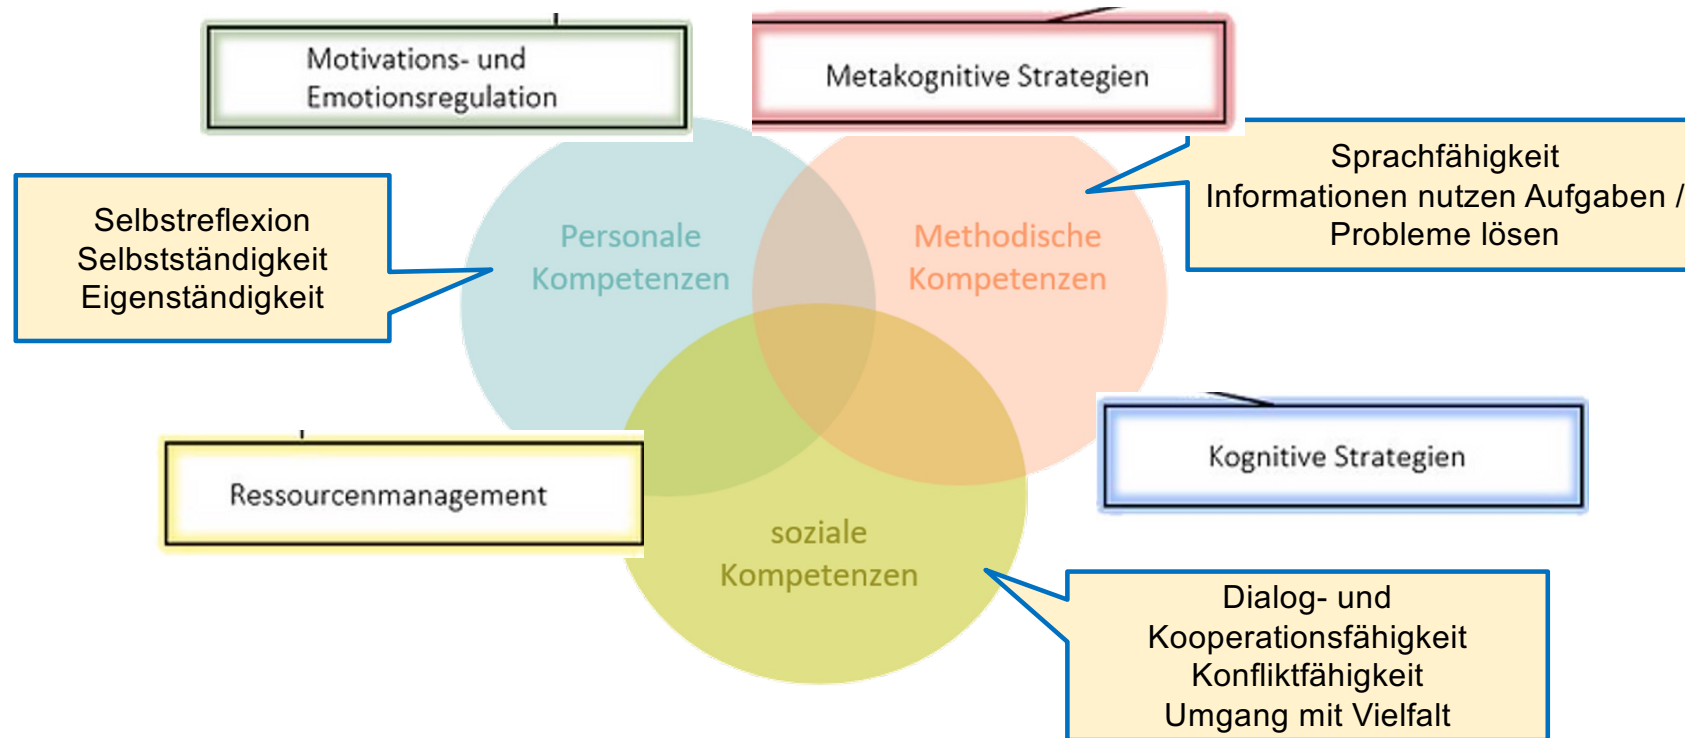 Motivations- und
Emotionsregulation
Metakognitive Strategien
Selbstreflexion
Selbstständigkeit
Eigenständigkeit
Personale
Kompetenzen
Methodische
Kompetenzen
Sprachfähigkeit
Informationen nutzen Aufgaben /
Probleme lösen
Ressourcenmanagement
Kognitive Strategien
soziale
Kompetenzen
Dialog- und
Kooperationsfähigkeit
Konfliktfähigkeit
Umgang mit Vielfalt